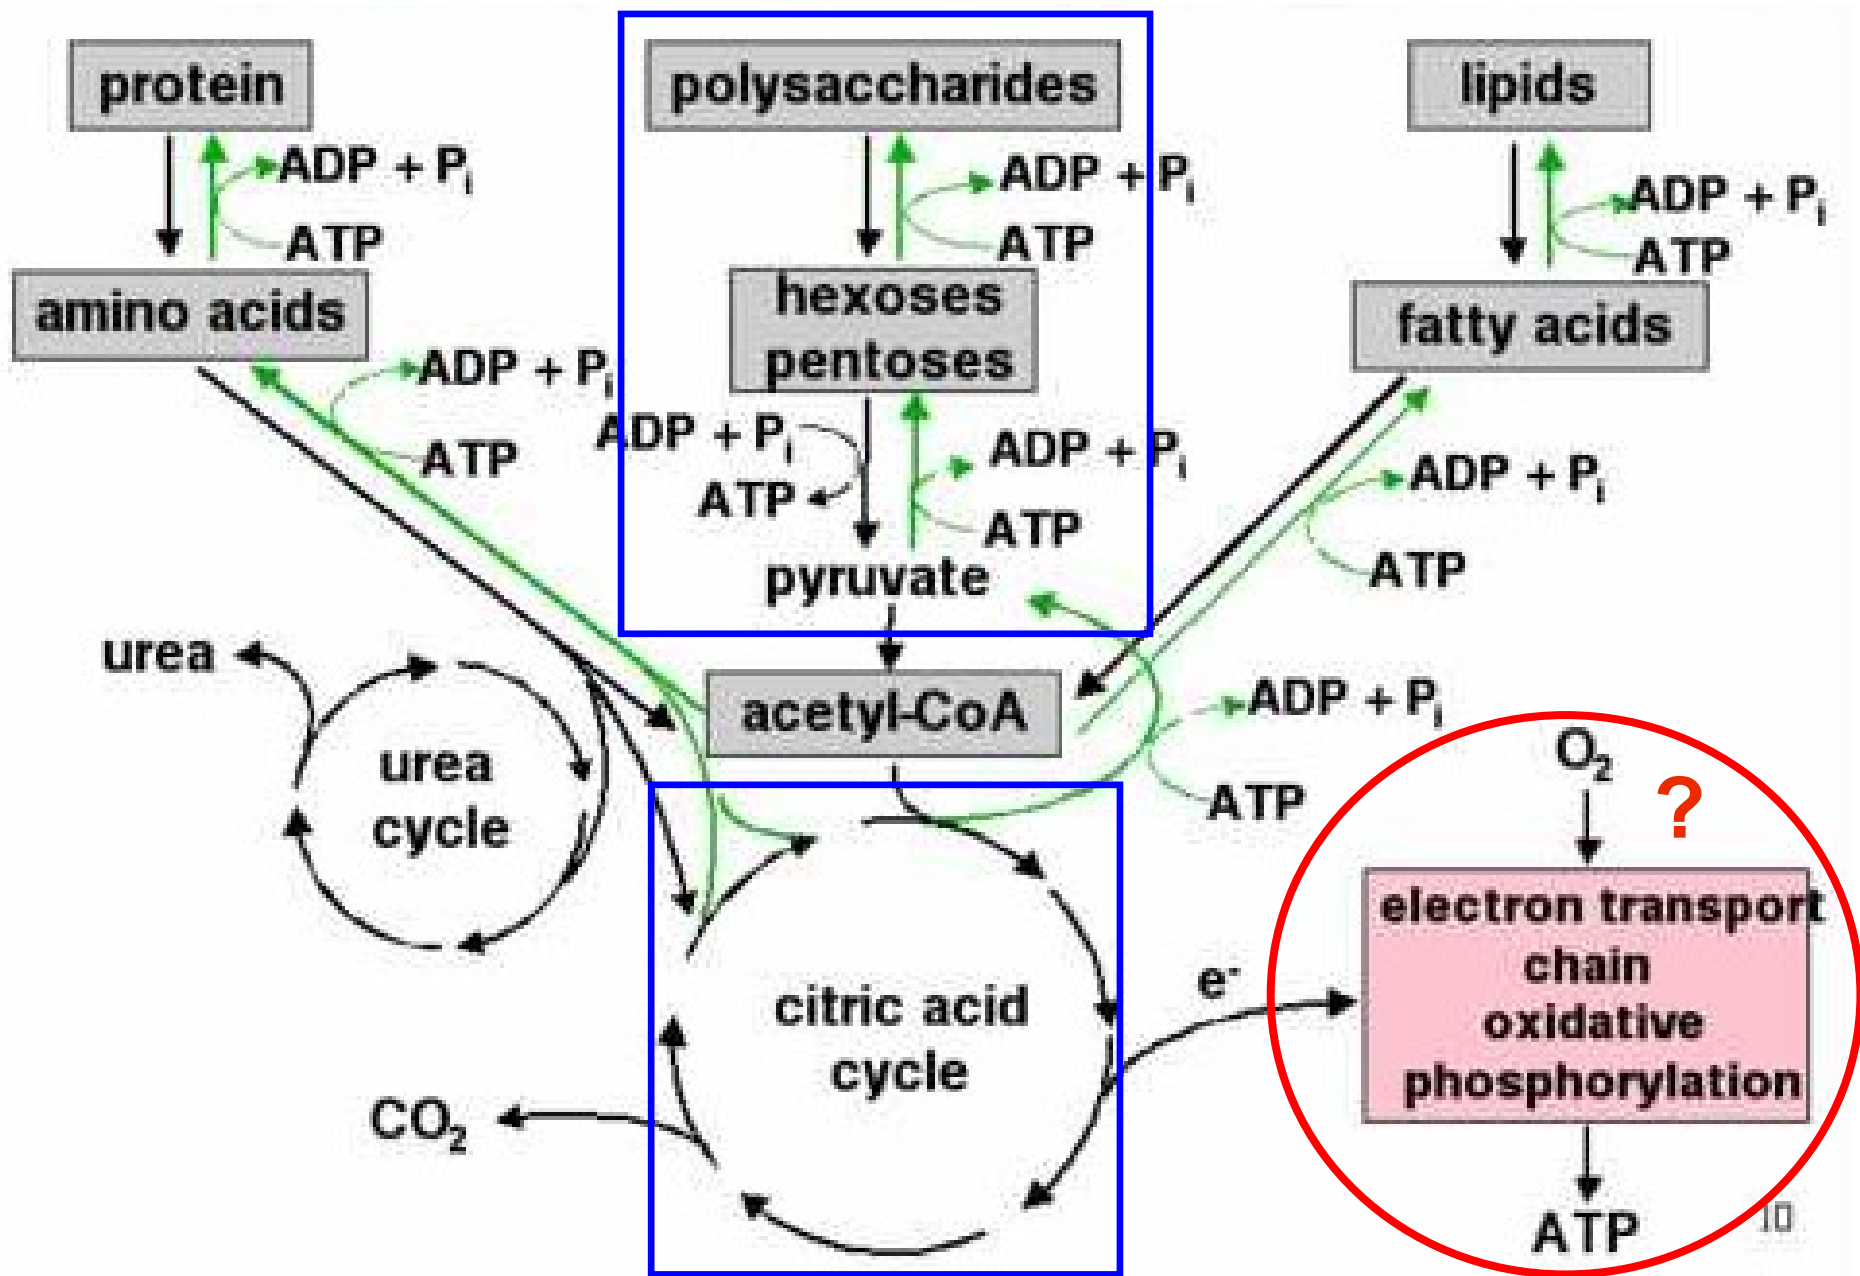 protein
polysaccharides
lipids
ADP + Pi
ATP
ADP + Pi
ATP
ADP + Pi
ATP
amino acids
hexoses
pentoses
fatty acids
ADP + Pi
ATP
ADP + Pi
ATP
ADP + Pi
ATP
ADP + Pi
ATP
pyruvate
urea
urea
cycle
acetyl-CoA
ADP + Pi
ATP
O2
?
electron transport
chain
oxidative
phosphorylation
e-
citric acid
cycle
CO2
ATP